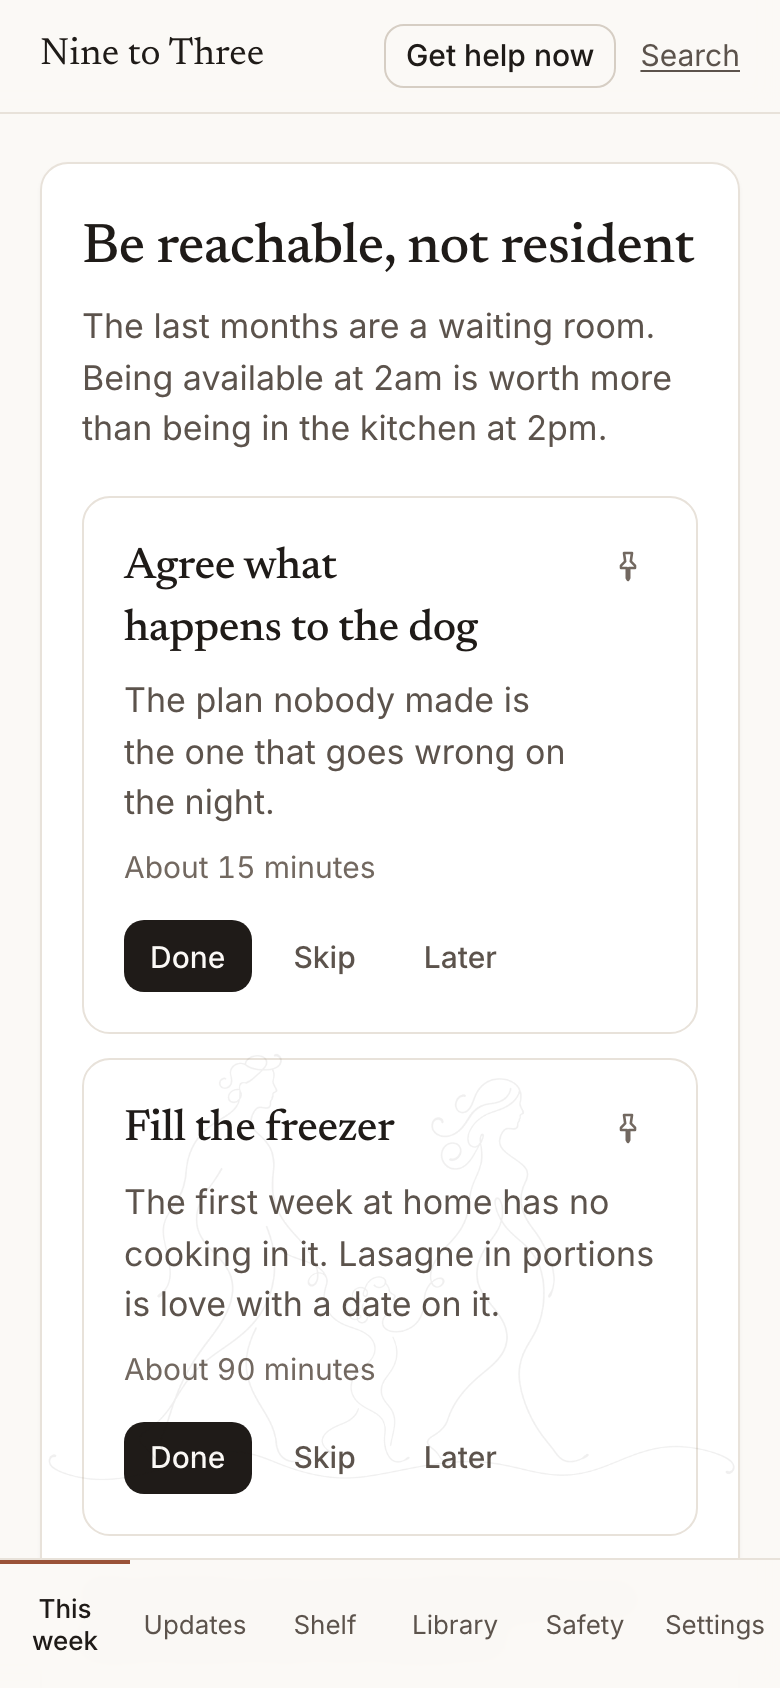 Nine to Three
Get help now
Search
Be reachable, not resident
The last months are a waiting room.
Being available at 2am is worth more
than being in the kitchen at 2pm.
Agree what
happens to the dog
The plan nobody made is
the one that goes wrong on
the night.
About 15 minutes
Done
Skip
Later
Fill the freezer
The first week at home has no
cooking in it. Lasagne in portions
is love with a date on it.
About 90 minutes
Done
Skip
Later
This
week
Updates
Shelf
Library
Safety
Settings